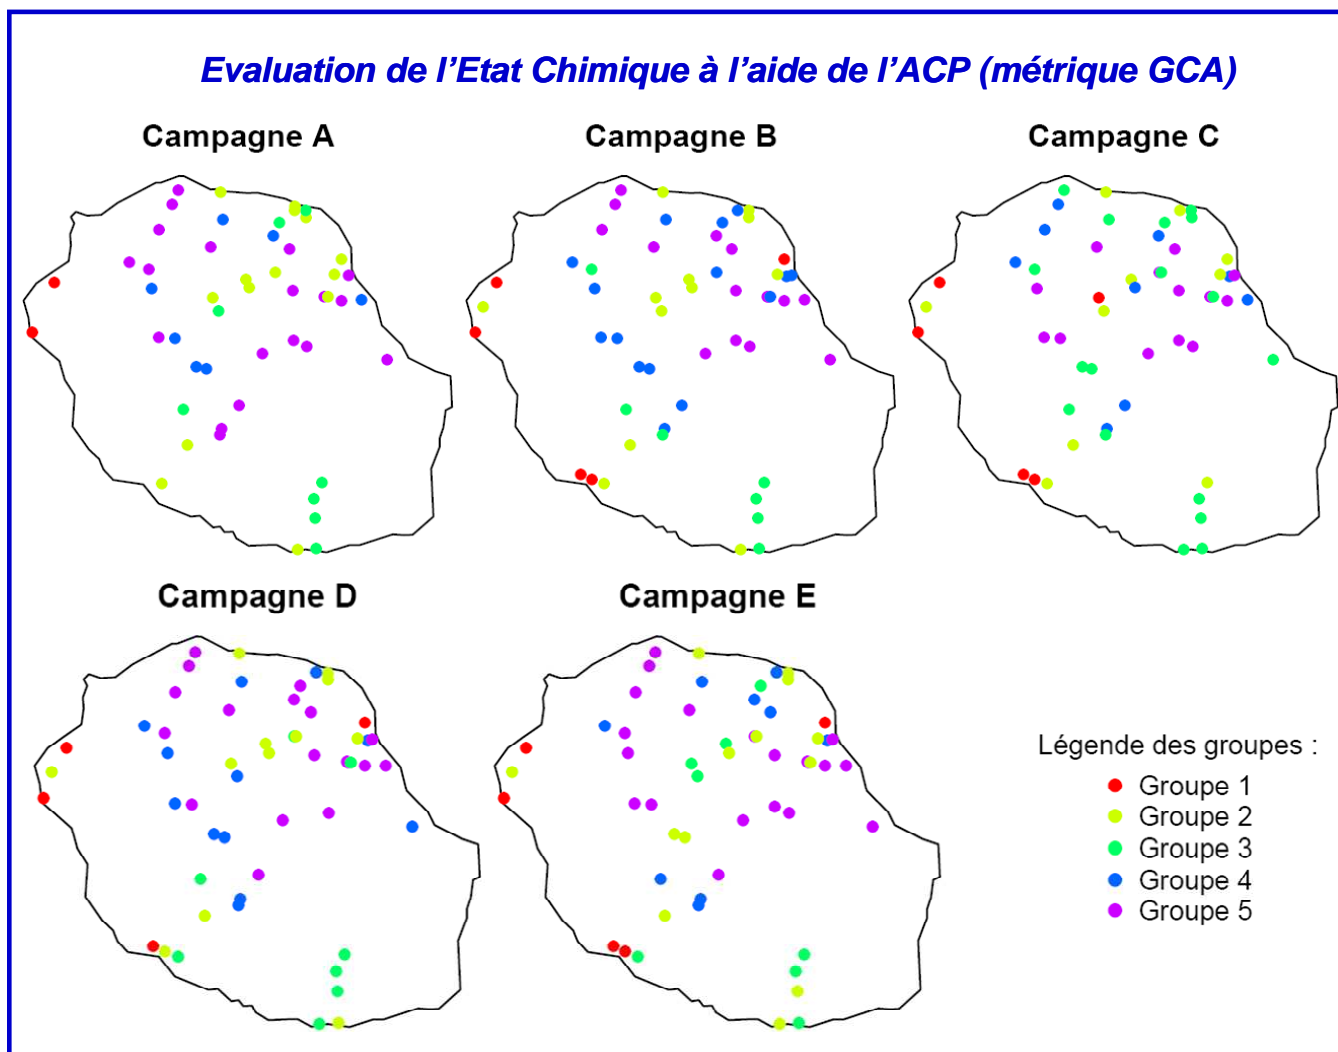 Evaluation de l'Etat Chimique à l'aide de l'ACP (métrique GCA)
Campagne A
Campagne B
Campagne C
Campagne D
Campagne E
Légende des groupes :
Groupe 1
Groupe 2
Groupe 3
Groupe 4
Groupe 5